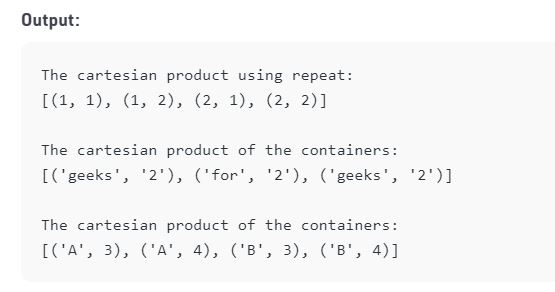 Output:
The cartesian product using repeat:
[(1, 1), (1, 2), (2, 1), (2, 2)]
The cartesian product of the containers:
[('geeks', '2'), ('for', '2'), ('geeks', '2')]
The cartesian product of the containers:
[('A', 3), ('A', 4), ('B', 3), ('B', 4)]